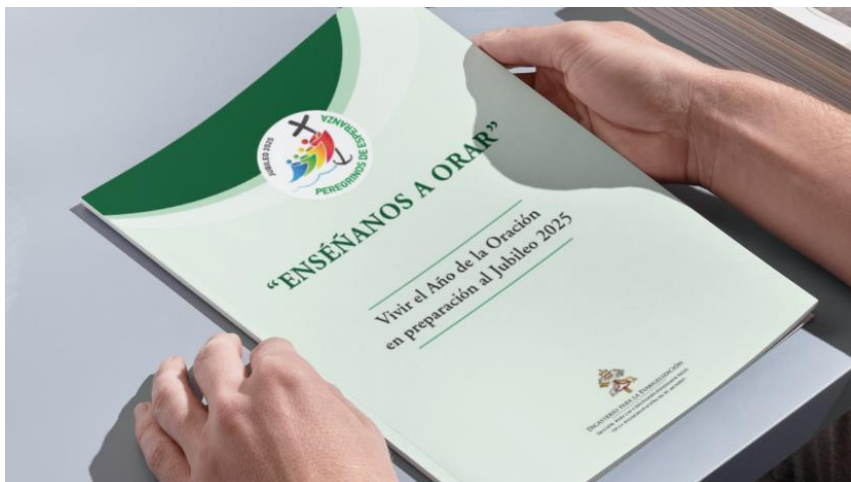 JUBILEO 2025
PEREGRINOS DE ESPERANZA
“ENSÉÑANOS A ORAR”
Vivir el Año de la Oración
en preparación al Jubileo 2025
DICASTERIO PARA LA EVANGELIZACIÓN